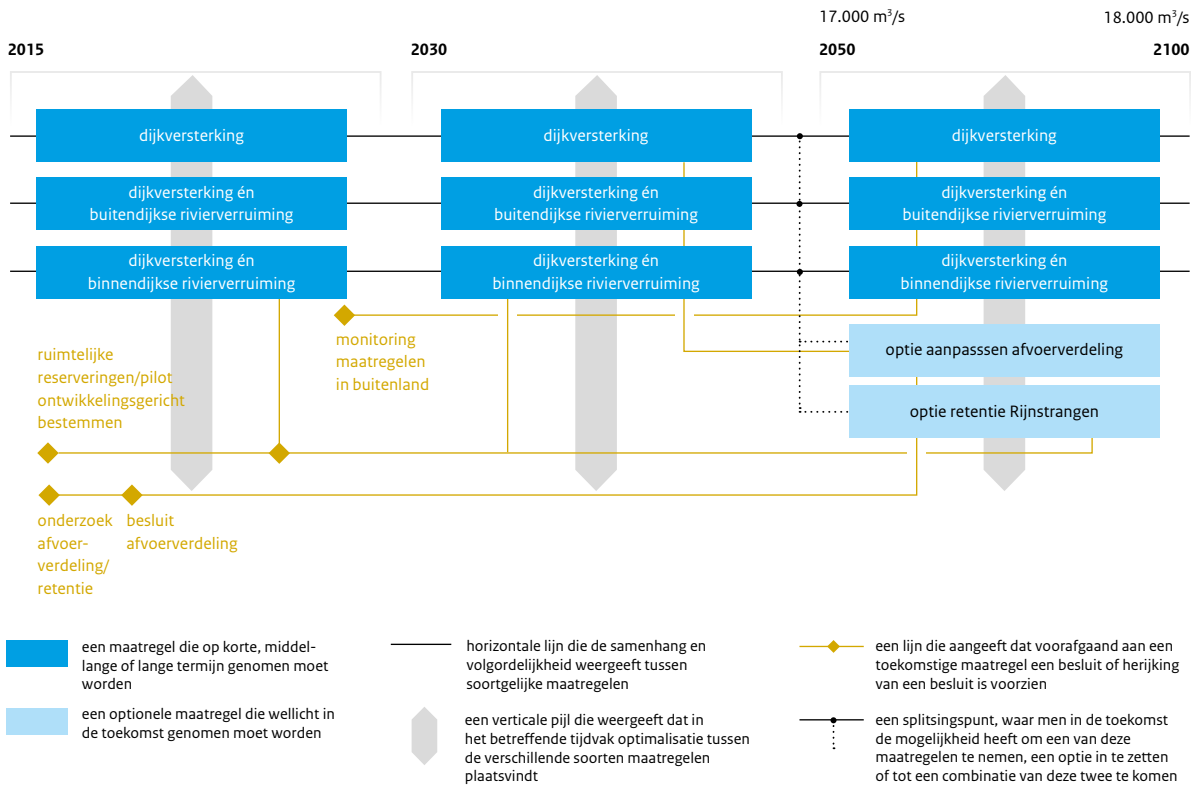 17.000 m³/s
18.000 m³/s
2015
2030
2050
2100
dijkversterking
dijkversterking
dijkversterking
dijkversterking én
buitendijkse rivierverruiming
dijkversterking én
buitendijkse rivierverruiming
dijkversterking én
buitendijkse rivierverruiming
dijkversterking én
binnendijkse rivierverruiming
dijkversterking én
binnendijkse rivierverruiming
dijkversterking én
binnendijkse rivierverruiming
monitoring
maatregelen
in buitenland
optie aanpasssen afvoerverdeling
optie retentie Rijnstrangen
ruimtelijke
reserveringen/pilot
ontwikkelingsgericht
bestemmen
onderzoek
afvoer-
verdeling/
retentie
besluit
afvoerverdeling
een maatregel die op korte, middel-
lange of lange termijn genomen moet
worden
een optionele maatregel die wellicht in
de toekomst genomen moet worden
horizontale lijn die de samenhang en
volgordelijkheid weergeeft tussen
soortgelijke maatregelen
een verticale pijl die weergeeft dat in
het betreffende tijdvak optimalisatie tussen
de verschillende soorten maatregelen
plaatsvindt
een lijn die aangeeft dat voorafgaand aan een
toekomstige maatregel een besluit of herijking
van een besluit is voorzien
een splitsingspunt, waar men in de toekomst
de mogelijkheid heeft om een van deze
maatregelen te nemen, een optie in te zetten
of tot een combinatie van deze twee te komen